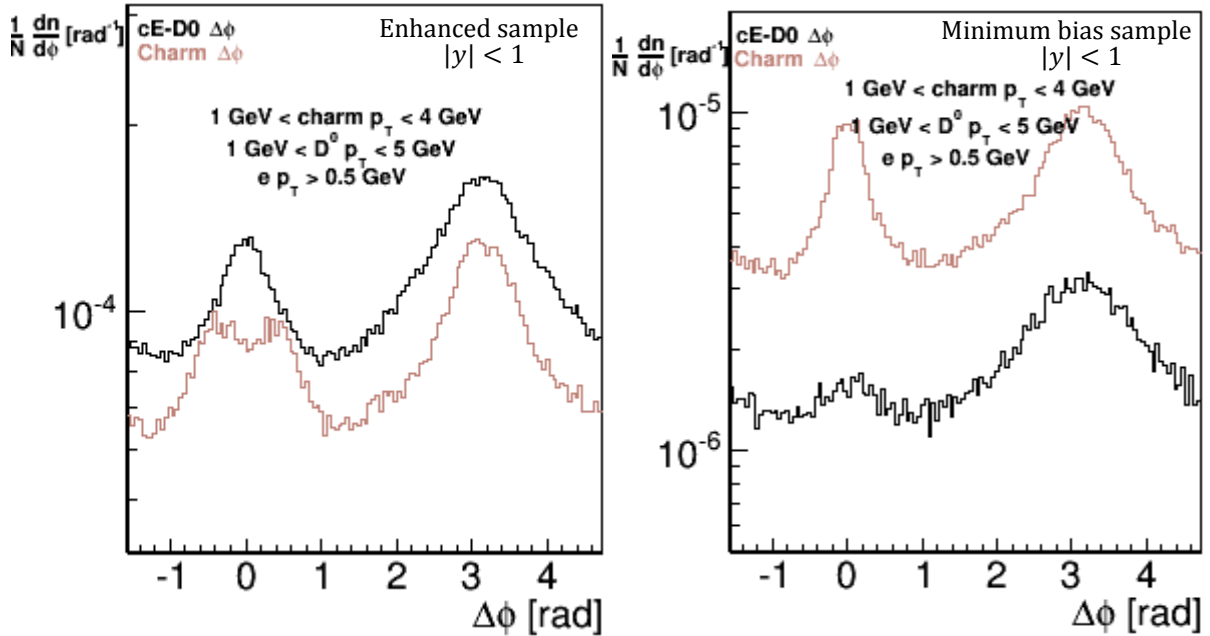 1/N dn/dϕ [rad⁻¹]
Enhanced sample
|y| < 1
cE-D0 Δϕ
Charm Δϕ
1 GeV < charm p_T < 4 GeV
1 GeV < D⁰ p_T < 5 GeV
e p_T > 0.5 GeV
10⁻⁴
-1 0 1 2 3 4
Δϕ [rad]
1/N dn/dϕ [rad⁻¹]
Minimum bias sample
|y| < 1
cE-D0 Δϕ
Charm Δϕ
1 GeV < charm p_T < 4 GeV
1 GeV < D⁰ p_T < 5 GeV
e p_T > 0.5 GeV
10⁻⁵
10⁻⁶
-1 0 1 2 3 4
Δϕ [rad]